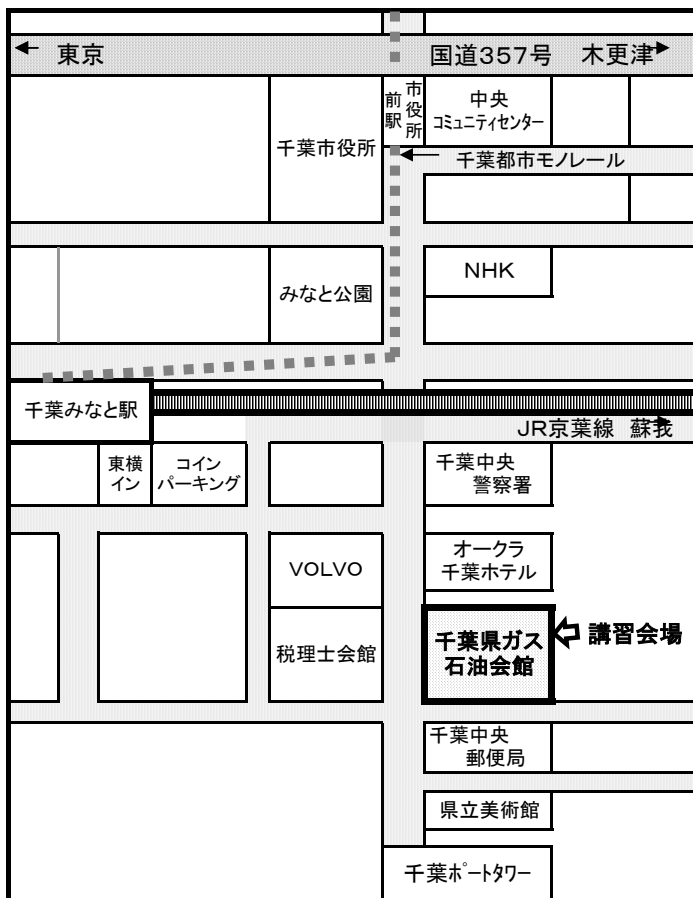 東京
国道357号 木更津
千葉市役所
市役所
前駅
中央
コミュニティセンター
千葉都市モノレール
みなと公園
NHK
千葉みなと駅
JR京葉線 蘇我
東横
イン
コイン
パーキング
千葉中央
警察署
VOLVO
オークラ
千葉ホテル
税理士会館
千葉県ガス
石油会館
講習会場
千葉中央
郵便局
県立美術館
千葉ポートタワー